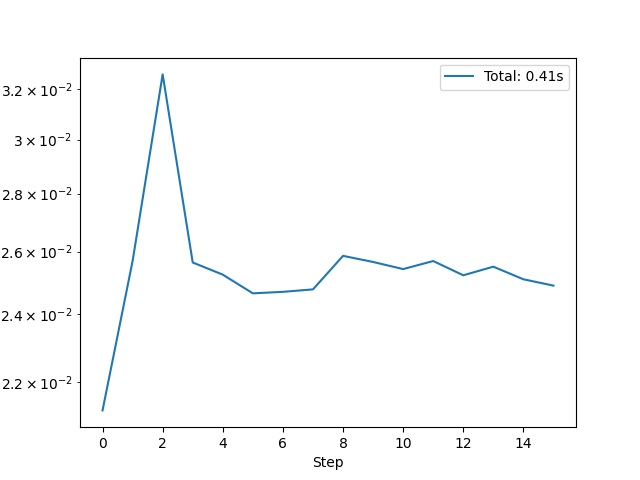 Total: 0.41s
3.2 × 10⁻²
3 × 10⁻²
2.8 × 10⁻²
2.6 × 10⁻²
2.4 × 10⁻²
2.2 × 10⁻²
0 2 4 6 8 10 12 14
Step